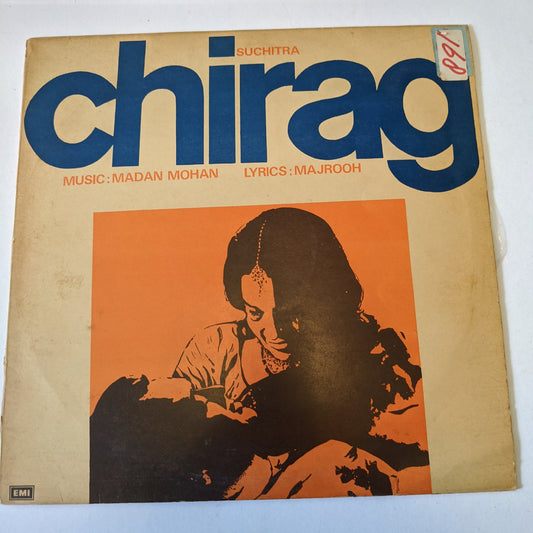 SUCHITRA
chirag
MUSIC: MADAN MOHAN LYRICS: MAJROOH
EMI